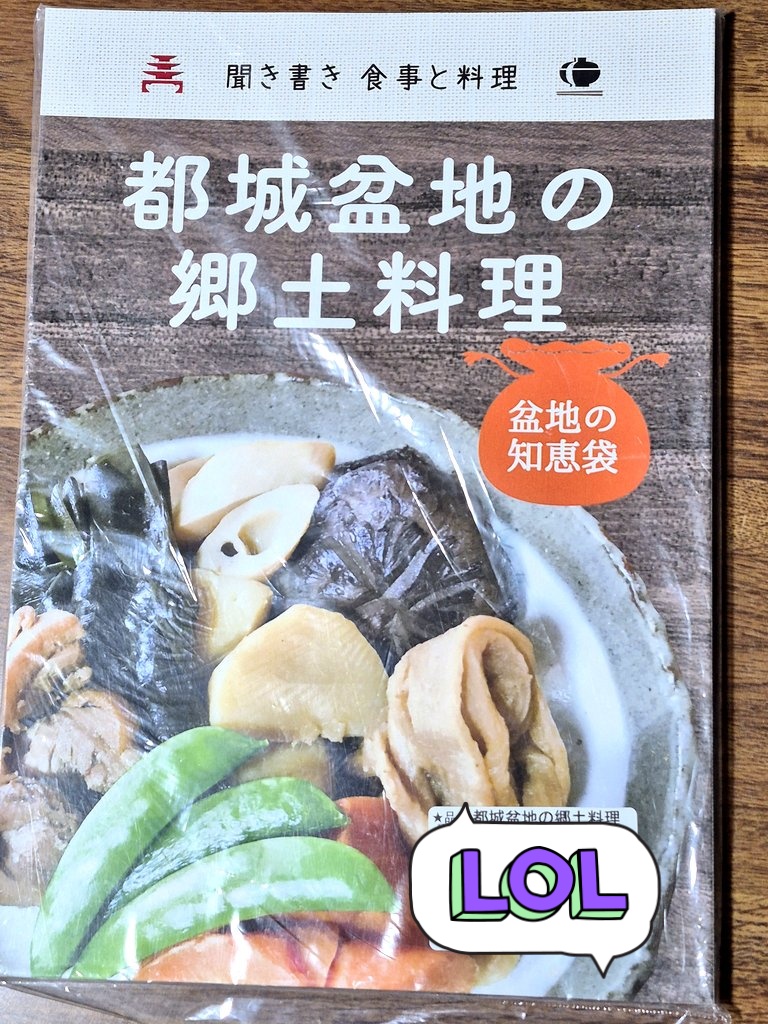 聞き書き 食事と料理
都城盆地の
郷土料理
盆地の
知恵袋
★品 都城盆地の郷土料理
LOL